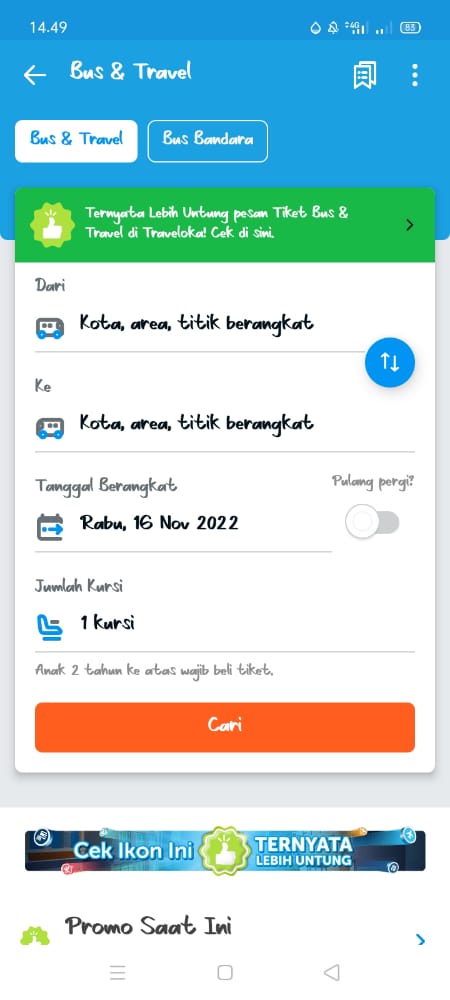 14.49
4G
83
Bus & Travel
Bus & Travel
Bus Bandara
Ternyata Lebih Untung pesan Tiket Bus &
Travel di Traveloka! Cek di sini.
Dari
Kota, area, titik berangkat
Ke
Kota, area, titik berangkat
Tanggal Berangkat
Pulang pergi?
Rabu, 16 Nov 2022
Jumlah Kursi
1 kursi
Anak 2 tahun ke atas wajib beli tiket.
Cari
Cek Ikon Ini
TERNYATA
LEBIH UNTUNG
Promo Saat Ini